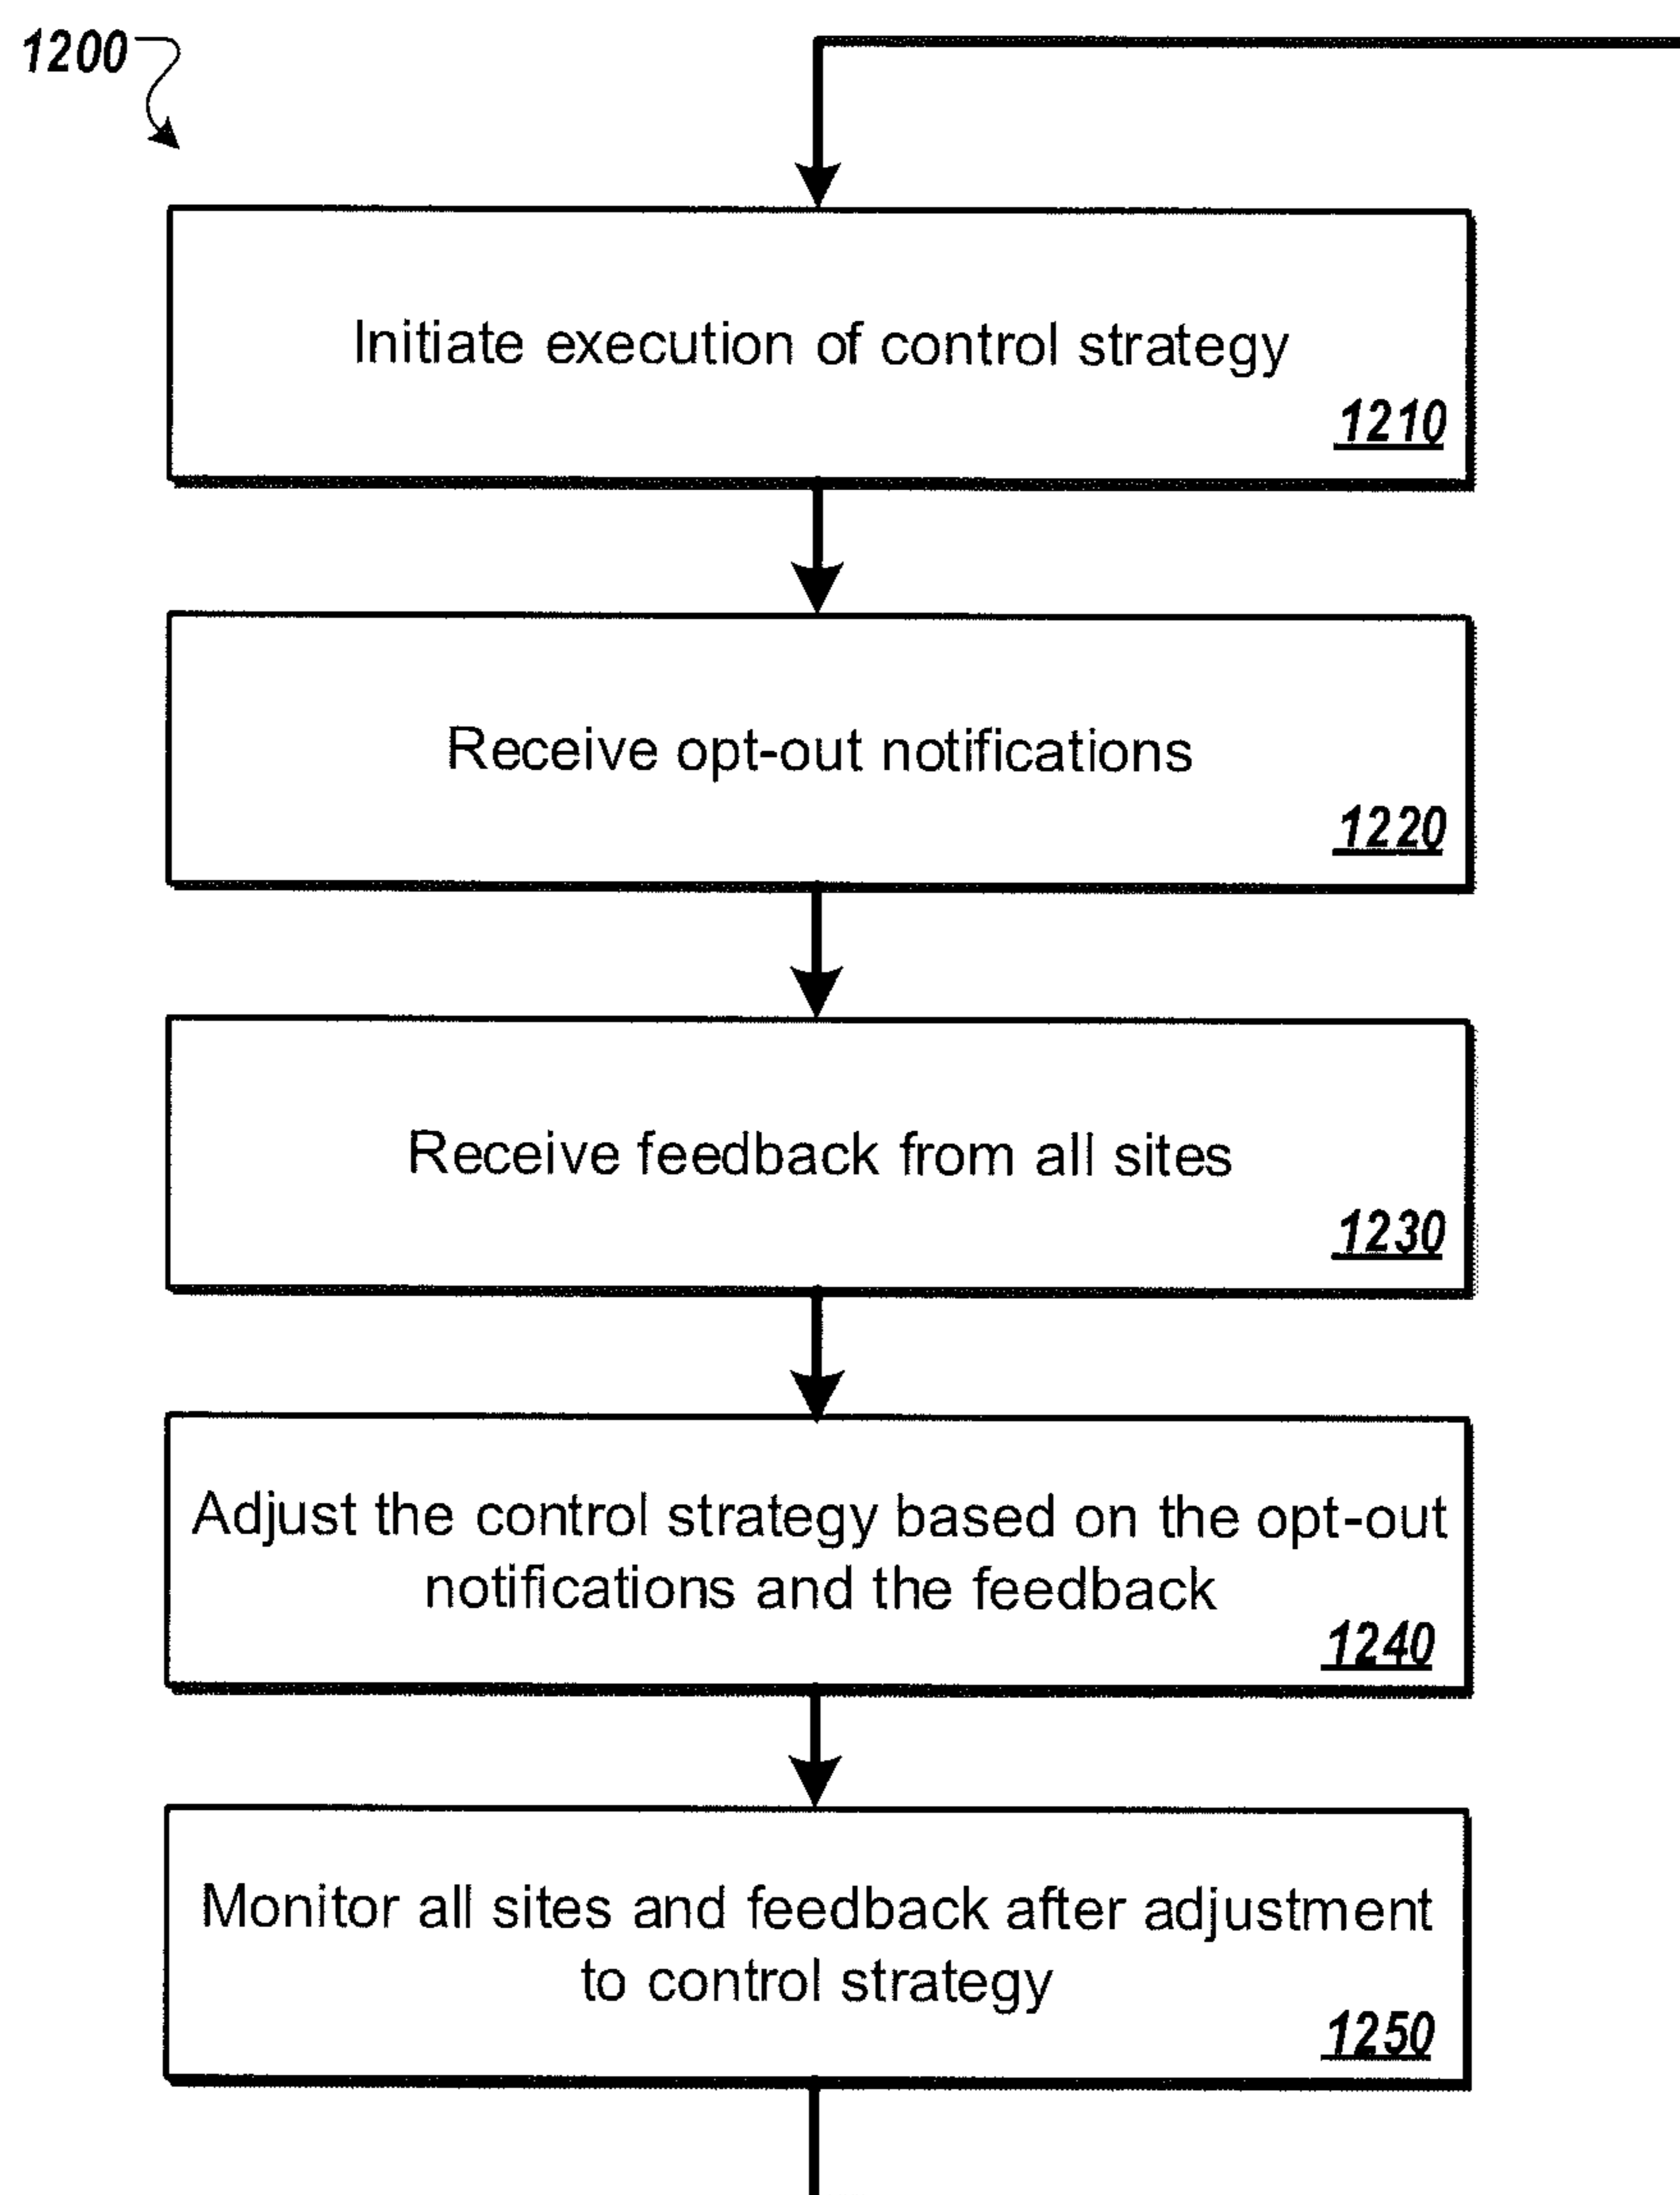 1200
Initiate execution of control strategy
1210
Receive opt-out notifications
1220
Receive feedback from all sites
1230
Adjust the control strategy based on the opt-out
notifications and the feedback
1240
Monitor all sites and feedback after adjustment
to control strategy
1250